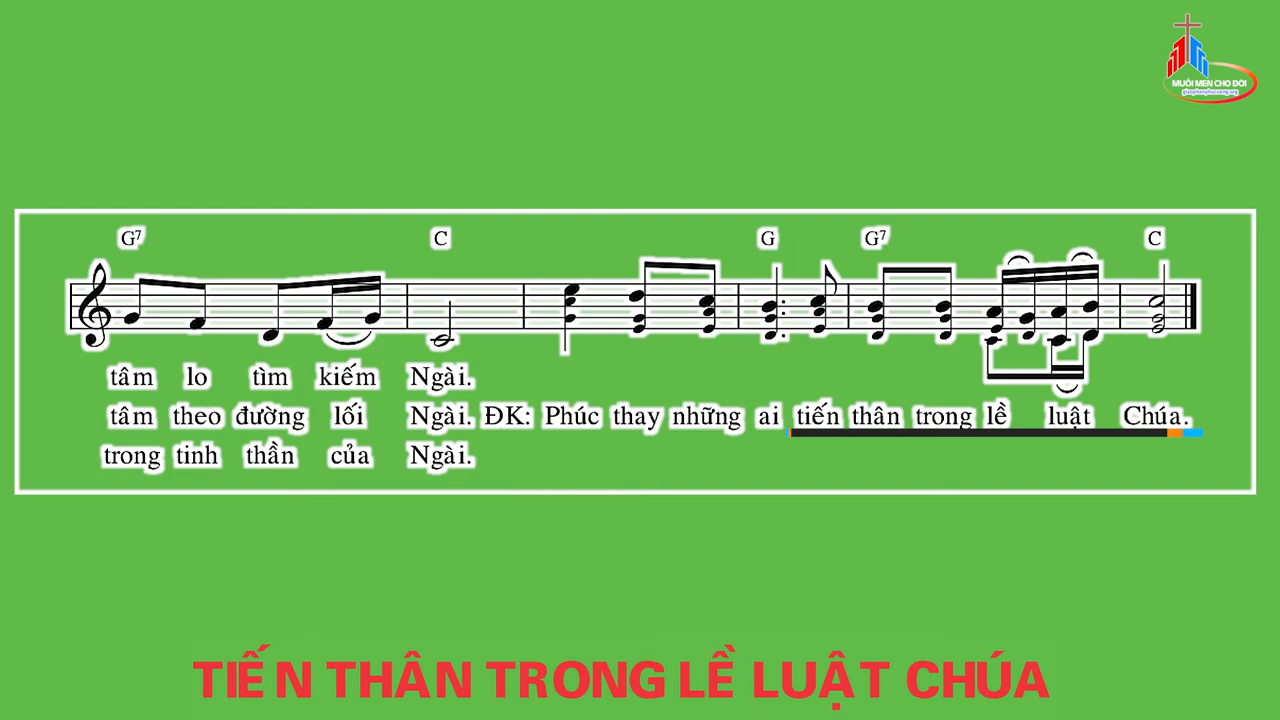 MUỐI MEN CHO ĐỜI
giaophanphucuong.org
G7 C G G7 C
tâm lo tìm kiếm Ngài.
tâm theo đường lối Ngài. ĐK: Phúc thay những ai tiến thân trong lề luật Chúa.
trong tinh thần của Ngài.
TIẾN THÂN TRONG LỀ LUẬT CHÚA